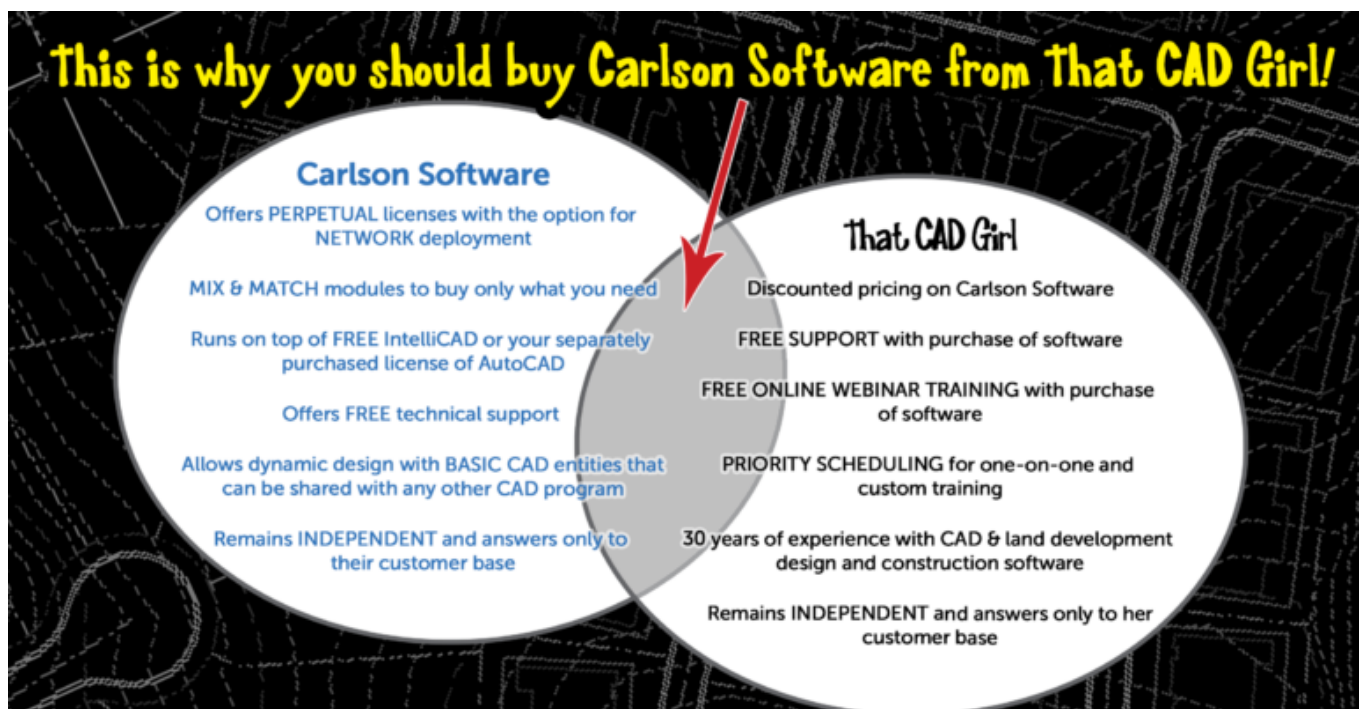 This is why you should buy Carlson Software from That CAD Girl!
Carlson Software
Offers PERPETUAL licenses with the option for
NETWORK deployment
MIX & MATCH modules to buy only what you need
Runs on top of FREE IntelliCAD or your separately
purchased license of AutoCAD
Offers FREE technical support
Allows dynamic design with BASIC CAD entities that
can be shared with any other CAD program
Remains INDEPENDENT and answers only to
their customer base
That CAD Girl
Discounted pricing on Carlson Software
FREE SUPPORT with purchase of software
FREE ONLINE WEBINAR TRAINING with purchase
of software
PRIORITY SCHEDULING for one-on-one and
custom training
30 years of experience with CAD & land development
design and construction software
Remains INDEPENDENT and answers only to her
customer base